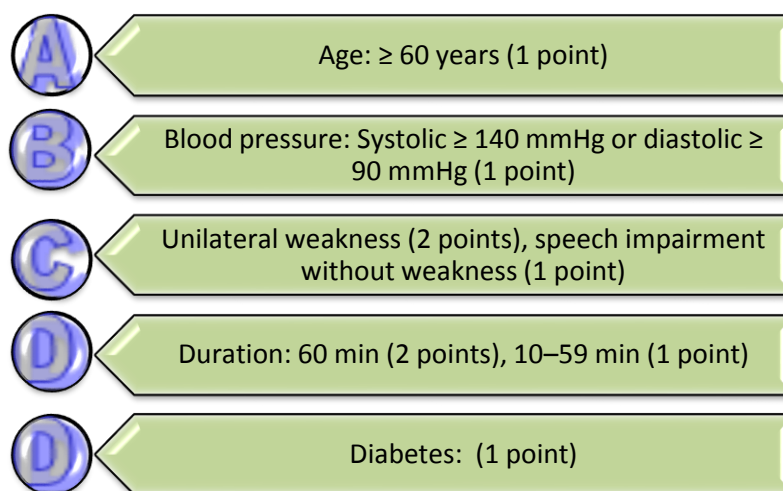 A
Age: ≥ 60 years (1 point)
B
Blood pressure: Systolic ≥ 140 mmHg or diastolic ≥
90 mmHg (1 point)
C
Unilateral weakness (2 points), speech impairment
without weakness (1 point)
D
Duration: 60 min (2 points), 10–59 min (1 point)
D
Diabetes:  (1 point)